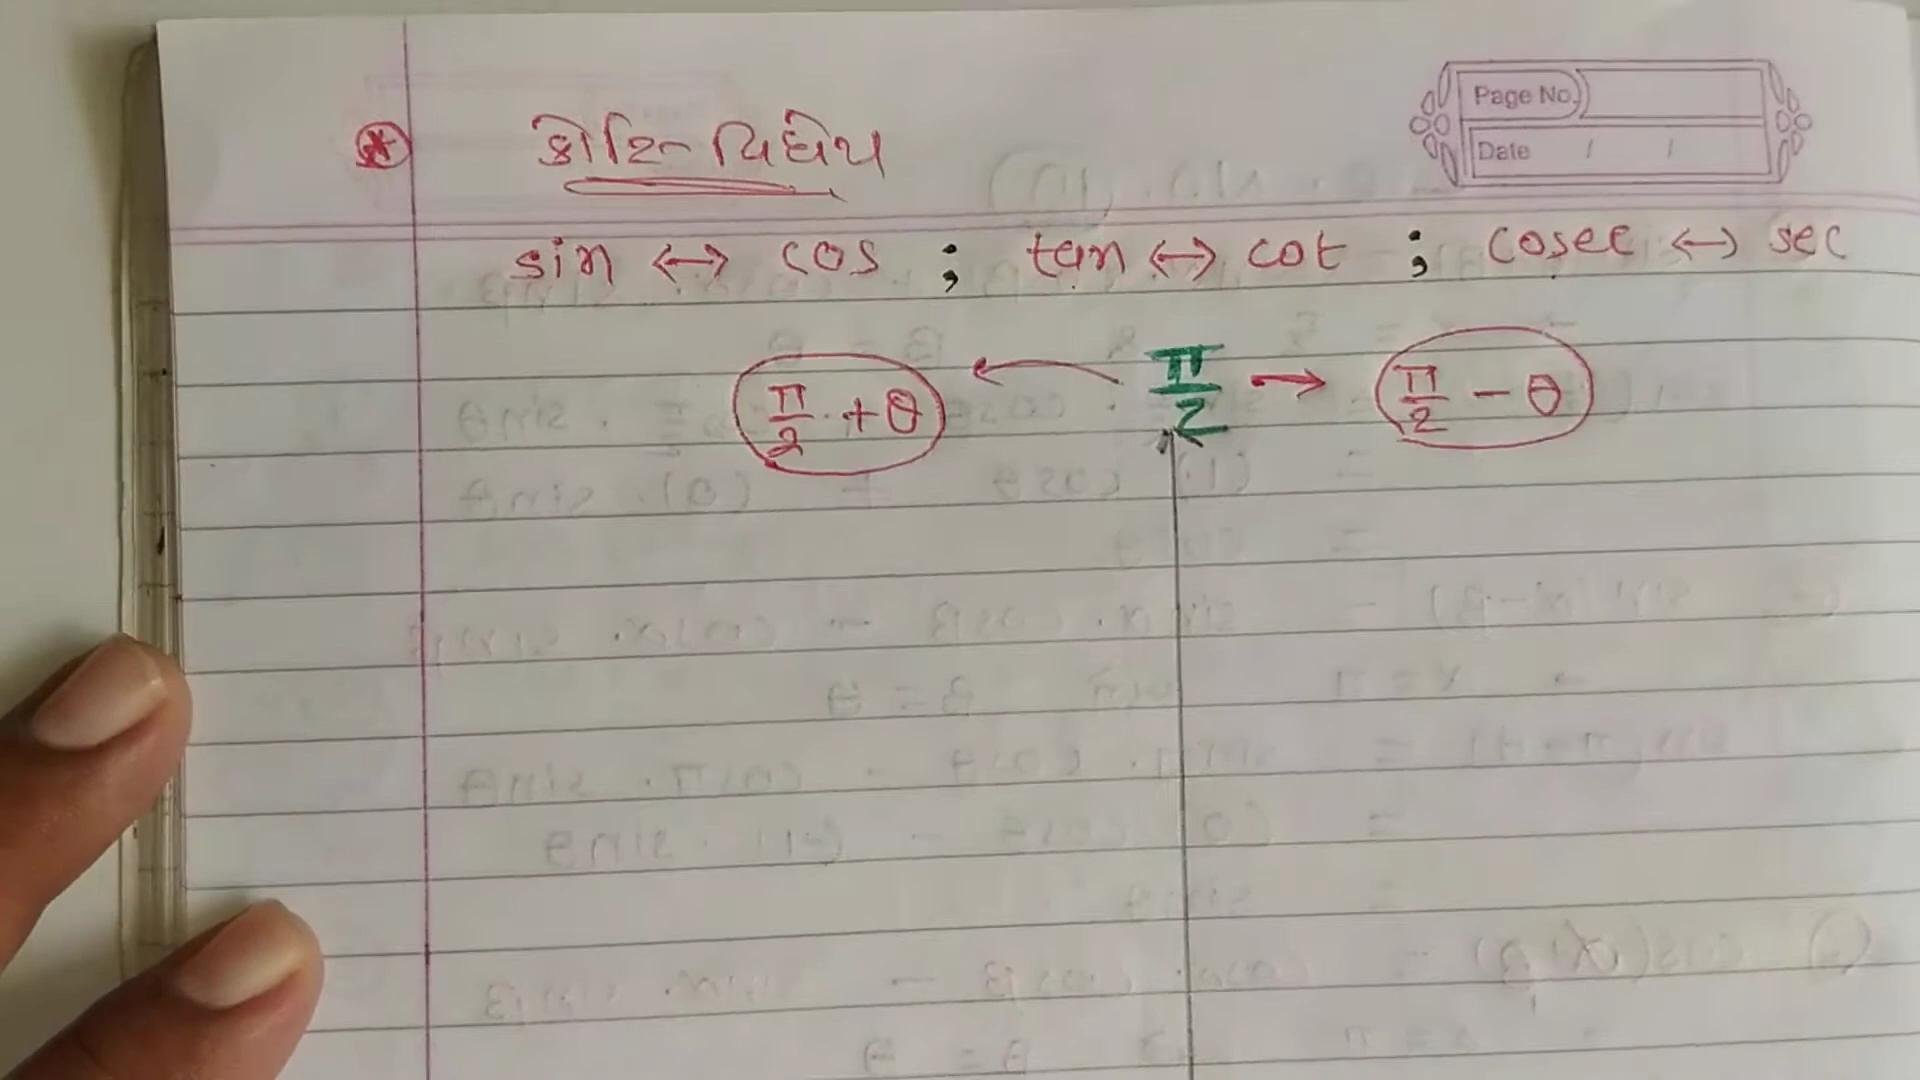 Page No.
Date / /
કોટિ-વિધેય
sin ↔ cos ; tan ↔ cot ; cosec ↔ sec
π/2 + θ ← π/2 → π/2 - θ